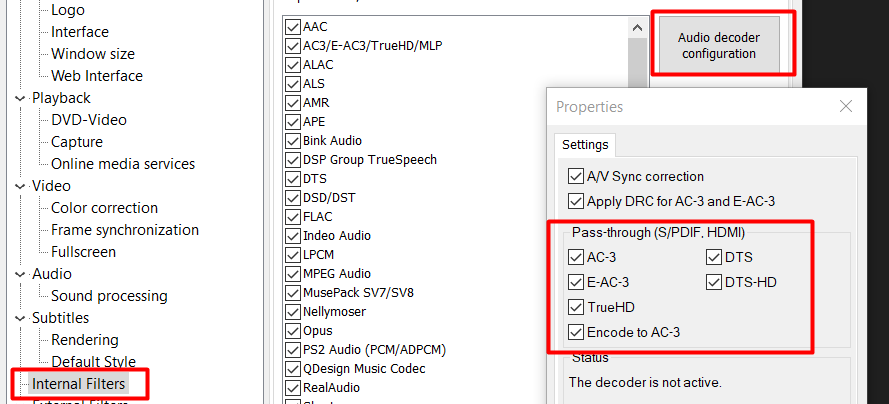 Logo
Interface
Window size
Web Interface
Playback
DVD-Video
Capture
Online media services
Video
Color correction
Frame synchronization
Fullscreen
Audio
Sound processing
Subtitles
Rendering
Default Style
Internal Filters
External Filters
AAC
AC3/E-AC3/TrueHD/MLP
ALAC
ALS
AMR
APE
Bink Audio
DSP Group TrueSpeech
DTS
DSD/DST
FLAC
Indeo Audio
LPCM
MPEG Audio
MusePack SV7/SV8
Nellymoser
Opus
PS2 Audio (PCM/ADPCM)
QDesign Music Codec
RealAudio
Audio decoder
configuration
Properties
Settings
A/V Sync correction
Apply DRC for AC-3 and E-AC-3
Pass-through (S/PDIF, HDMI)
AC-3 DTS
E-AC-3 DTS-HD
TrueHD
Encode to AC-3
Status
The decoder is not active.